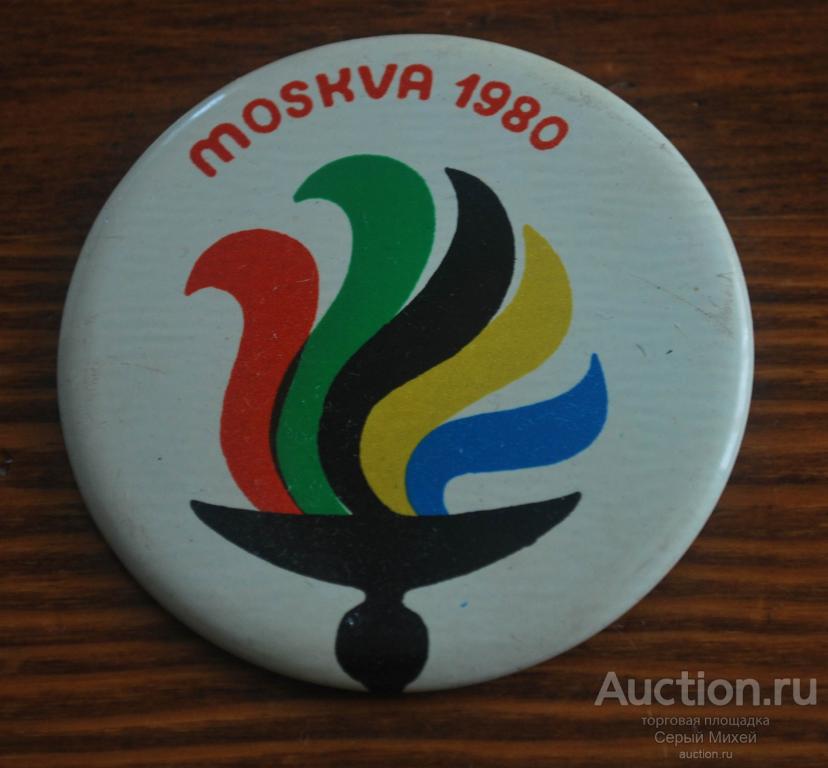 MOSKVA 1980
Auction.ru
торговая площадка
Серый Михей
auction.ru